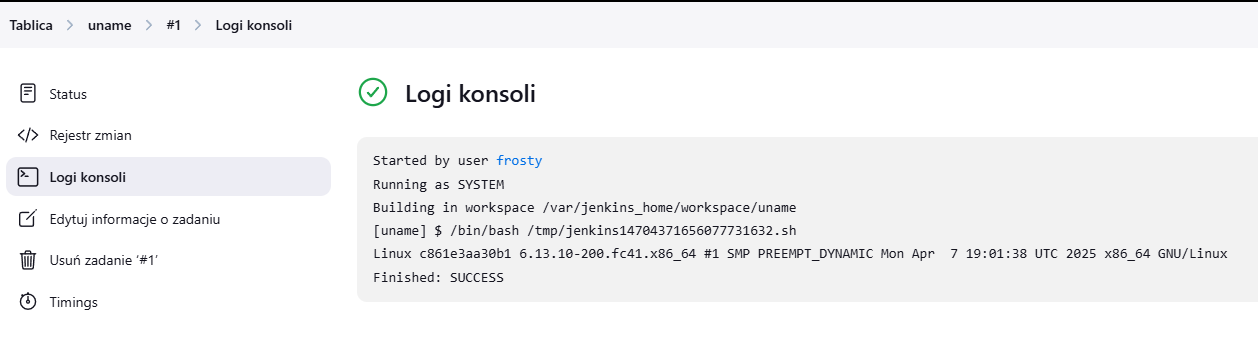 Tablica > uname > #1 > Logi konsoli
Status
Rejestr zmian
Logi konsoli
Edytuj informacje o zadaniu
Usuń zadanie ‘#1’
Timings
Logi konsoli
Started by user frosty
Running as SYSTEM
Building in workspace /var/jenkins_home/workspace/uname
[uname] $ /bin/bash /tmp/jenkins14704371656077731632.sh
Linux c861e3aa30b1 6.13.10-200.fc41.x86_64 #1 SMP PREEMPT_DYNAMIC Mon Apr  7 19:01:38 UTC 2025 x86_64 GNU/Linux
Finished: SUCCESS